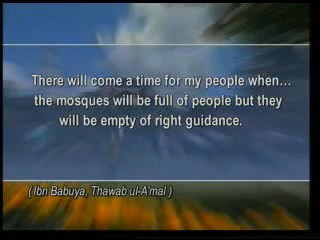 There will come a time for my people when...
the mosques will be full of people but they
will be empty of right guidance.
( Ibn Babuya, Thawab ul-A'mal )